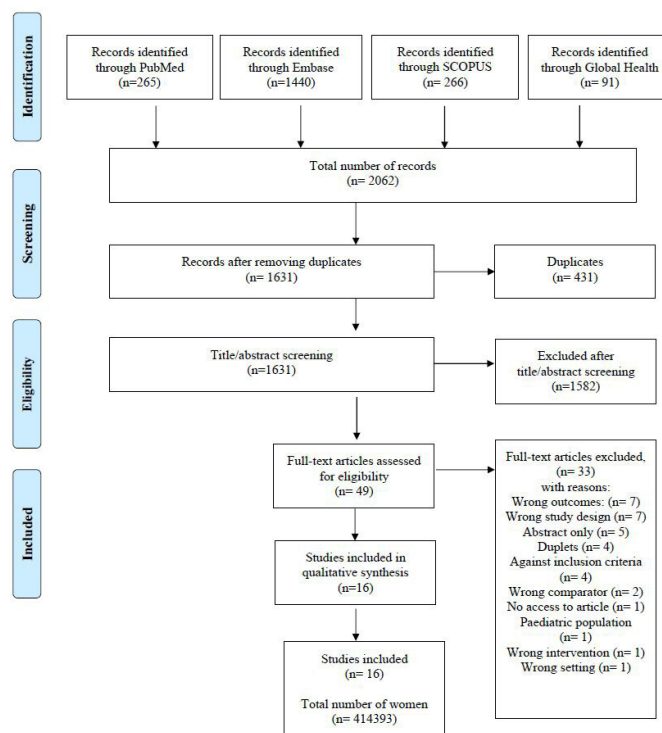 Identification
Records identified
through PubMed
(n=265)
Records identified
through Embase
(n=1440)
Records identified
through SCOPUS
(n= 266)
Records identified
through Global Health
(n= 91)
Total number of records
(n= 2062)
Screening
Records after removing duplicates
(n= 1631)
Duplicates
(n= 431)
Eligibility
Title/abstract screening
(n=1631)
Excluded after
title/abstract screening
(n=1582)
Full-text articles assessed
for eligibility
(n= 49)
Full-text articles excluded,
(n= 33)
with reasons:
Wrong outcomes: (n= 7)
Wrong study design (n= 7)
Abstract only (n= 5)
Duplets (n= 4)
Against inclusion criteria
(n= 4)
Wrong comparator (n= 2)
No access to article (n= 1)
Paediatric population
(n= 1)
Wrong intervention (n= 1)
Wrong setting (n= 1)
Included
Studies included in
qualitative synthesis
(n=16)
Studies included
(n= 16)
Total number of women
(n= 414393)